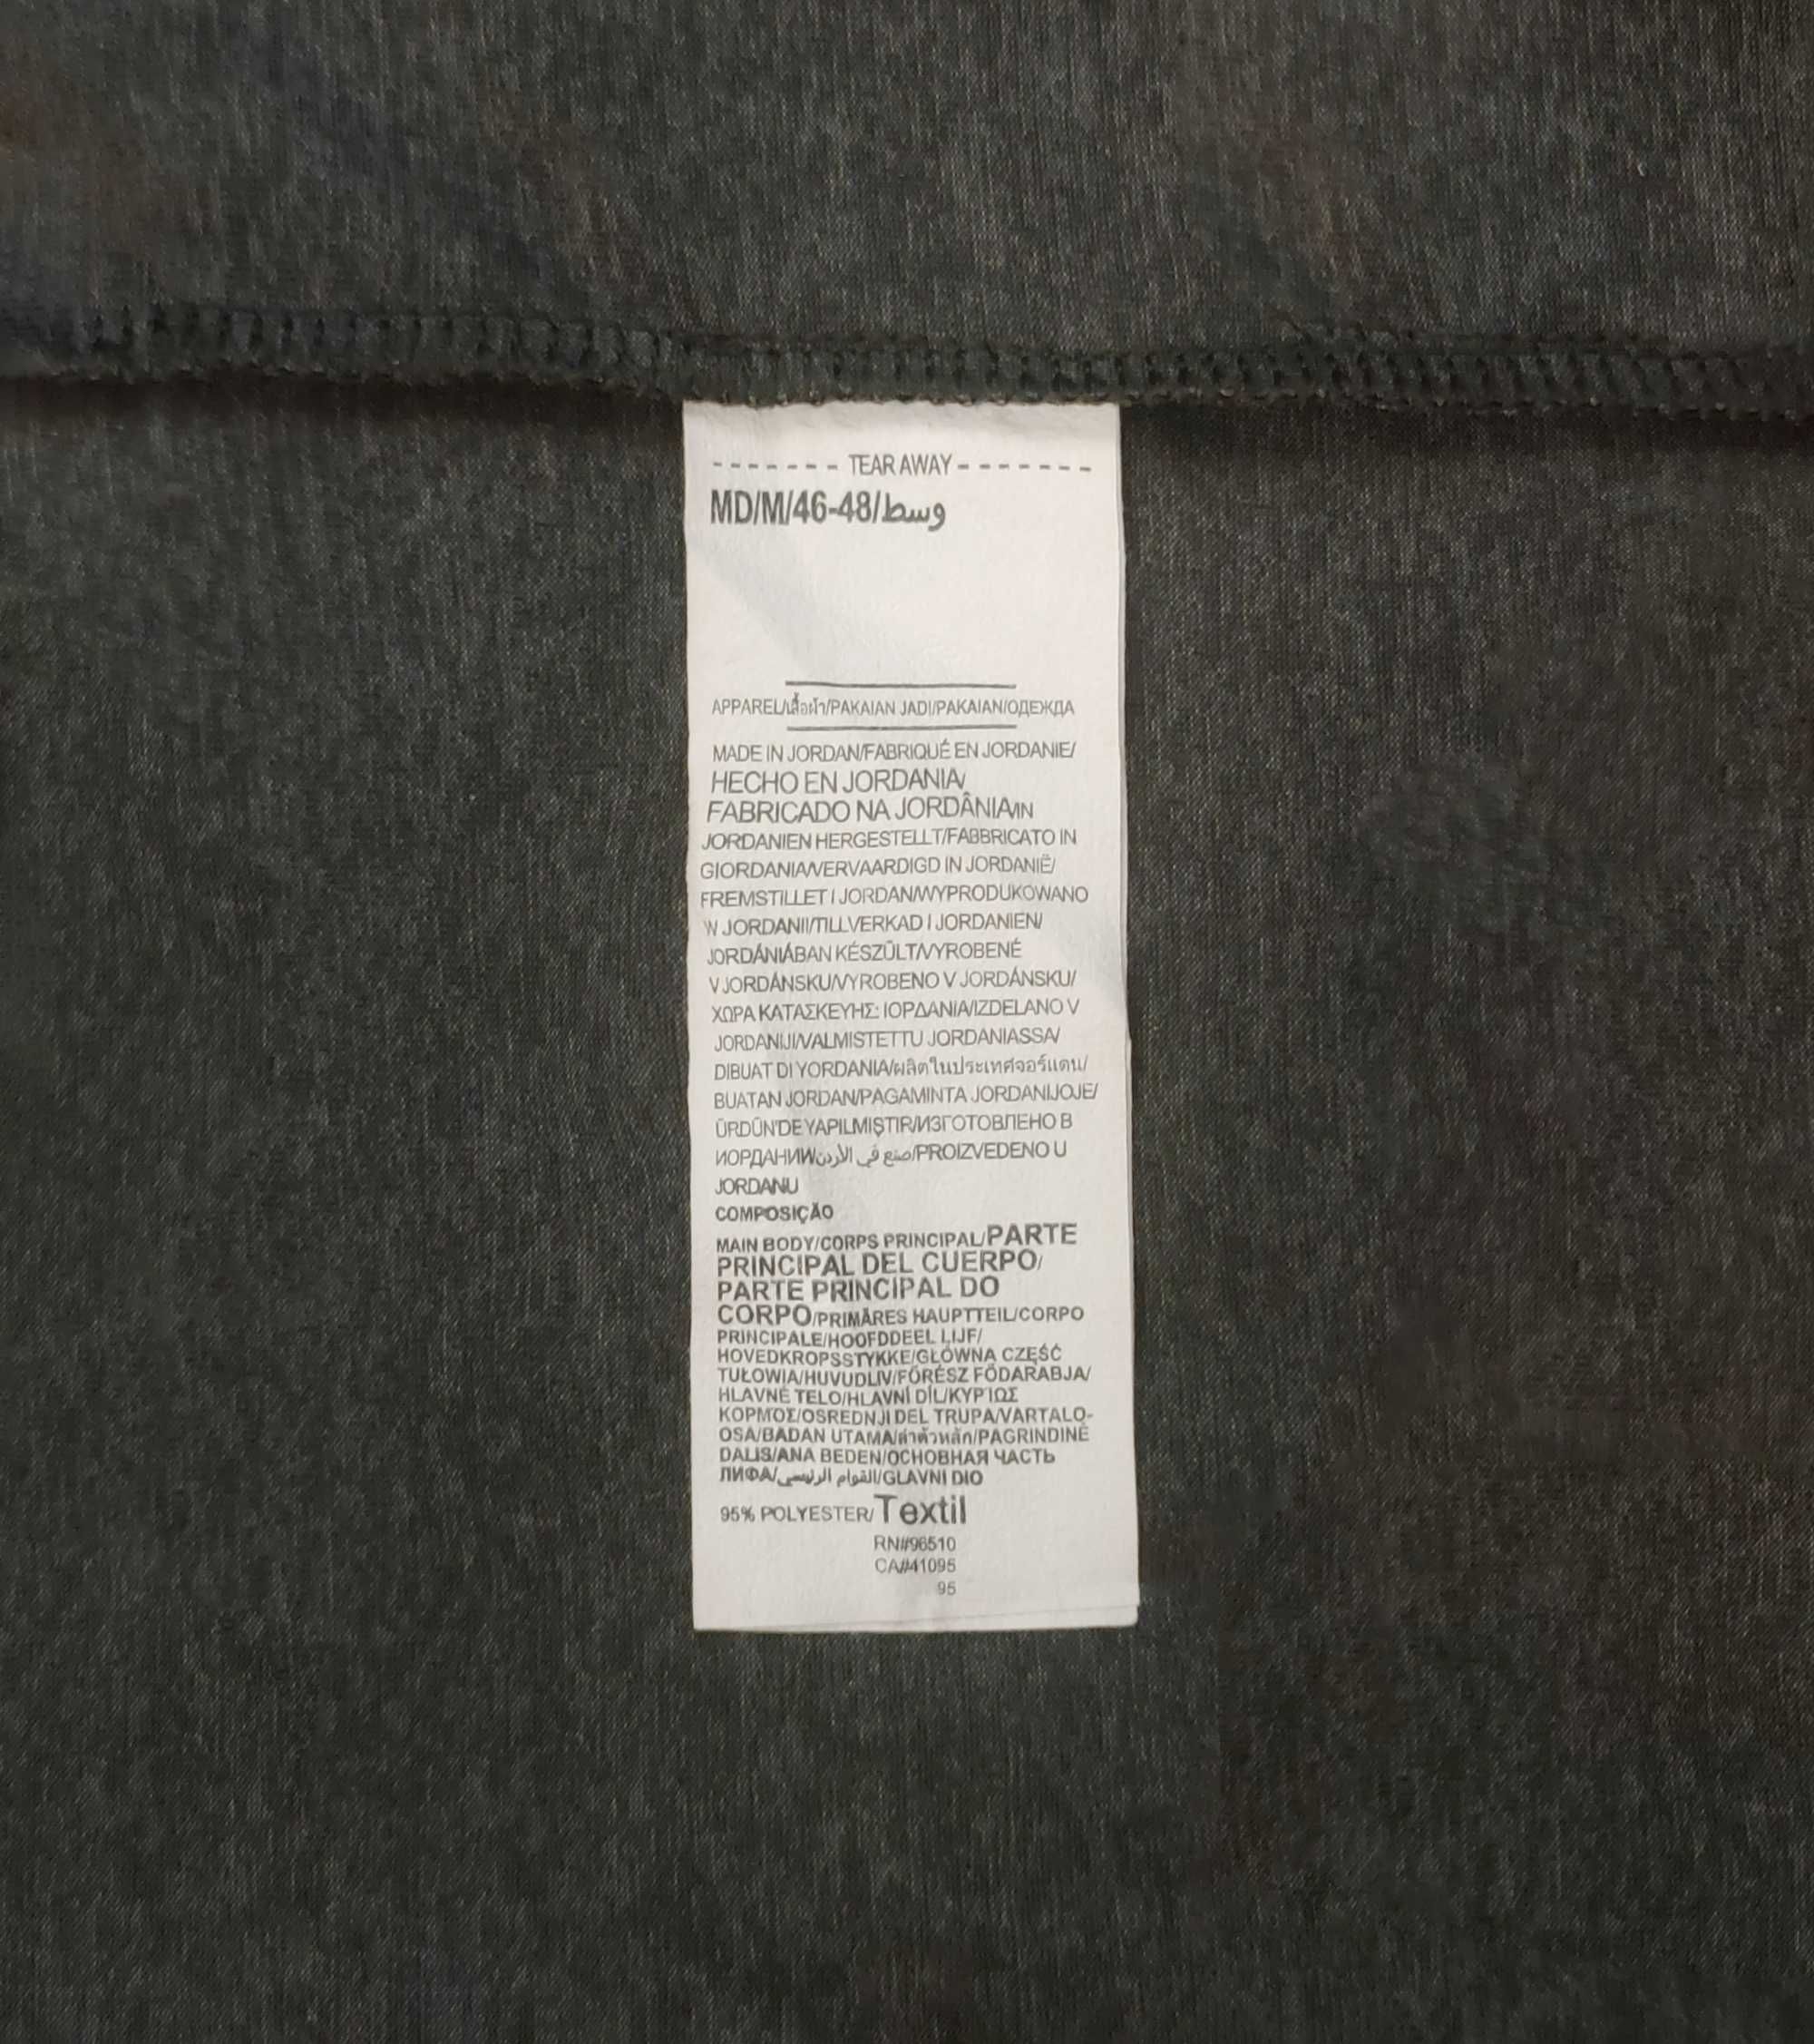 ------- TEAR AWAY -------
MD/M/46-48/وسط
APPAREL/เสื้อผ้า/PAKAIAN JADI/PAKAIAN/ОДЕЖДА
MADE IN JORDAN/FABRIQUÉ EN JORDANIE/
HECHO EN JORDANIA/
FABRICADO NA JORDÂNIA/IN
JORDANIEN HERGESTELLT/FABBRICATO IN
GIORDANIA/VERVAARDIGD IN JORDANIË/
FREMSTILLET I JORDAN/WYPRODUKOWANO
W JORDANII/TILLVERKAD I JORDANIEN/
JORDÁNIÁBAN KÉSZÜLT/VYROBENÉ
V JORDÁNSKU/VYROBENO V JORDÁNSKU/
ΧΩΡΑ ΚΑΤΑΣΚΕΥΗΣ: ΙΟΡΔΑΝΙΑ/IZDELANO V
JORDANIJI/VALMISTETTU JORDANIASSA/
DIBUAT DI YORDANIA/ผลิตในประเทศจอร์แดน/
BUATAN JORDAN/PAGAMINTA JORDANIJOJE/
ÜRDÜN'DE YAPILMIŞTIR/ИЗГОТОВЛЕНО В
ИОРДАНИИ/صنع في الأردن/PROIZVEDENO U
JORDANU
COMPOSIÇÃO
MAIN BODY/CORPS PRINCIPAL/PARTE
PRINCIPAL DEL CUERPO/
PARTE PRINCIPAL DO
CORPO/PRIMÄRES HAUPTTEIL/CORPO
PRINCIPALE/HOOFDDEEL LIJF/
HOVEDKROPSSTYKKE/GŁÓWNA CZĘŚĆ
TUŁOWIA/HUVUDLIV/FŐRÉSZ FŐDARABJA/
HLAVNÉ TELO/HLAVNÍ DÍL/ΚΥΡΊΩΣ
ΚΟΡΜΟΣ/OSREDNJI DEL TRUPA/VARTALO-
OSA/BADAN UTAMA/ลำตัวหลัก/PAGRINDINĖ
DALIS/ANA BEDEN/ОСНОВНАЯ ЧАСТЬ
ЛИФА/القوام الرئيسي/GLAVNI DIO
95% POLYESTER/Textil
RN#96510
CA#41095
95